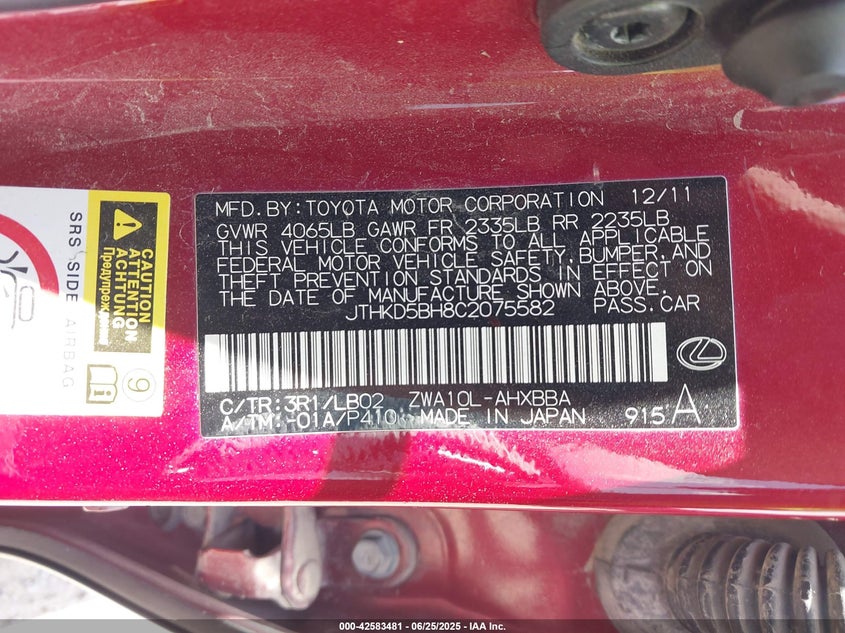 MFD.BY:TOYOTA MOTOR CORPORATION 12/11
GVWR 4065LB GAWR FR 2335LB RR 2235LB
THIS VEHICLE CONFORMS TO ALL APPLICABLE
FEDERAL MOTOR VEHICLE SAFETY,BUMPER,AND
THEFT PREVENTION STANDARDS IN EFFECT ON
THE DATE OF MANUFACTURE SHOWN ABOVE.
JTHKD5BH8C2075582 PASS.CAR
C/TR:3R1/LB02 ZWA10L-AHXBBA
A/TM:-01A/P410 MADE IN JAPAN 915 A
SRS SIDE AIRBAG
CAUTION
ATTENTION
ACHTUNG
Предупреждение
9
000-42583481 - 06/25/2025 - IAA Inc.